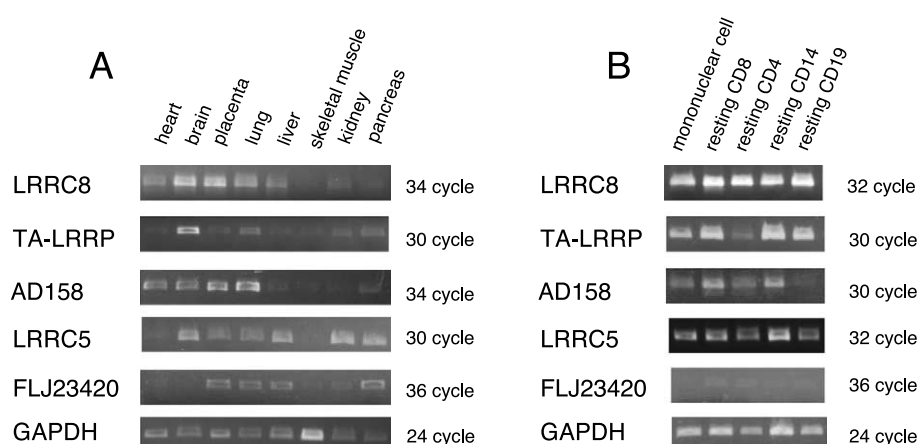 A
heart
brain
placenta
lung
liver
skeletal muscle
kidney
pancreas
LRRC8 34 cycle
TA-LRRP 30 cycle
AD158 34 cycle
LRRC5 30 cycle
FLJ23420 36 cycle
GAPDH 24 cycle
B
mononuclear cell
resting CD8
resting CD4
resting CD14
resting CD19
LRRC8 32 cycle
TA-LRRP 30 cycle
AD158 30 cycle
LRRC5 32 cycle
FLJ23420 36 cycle
GAPDH 24 cycle